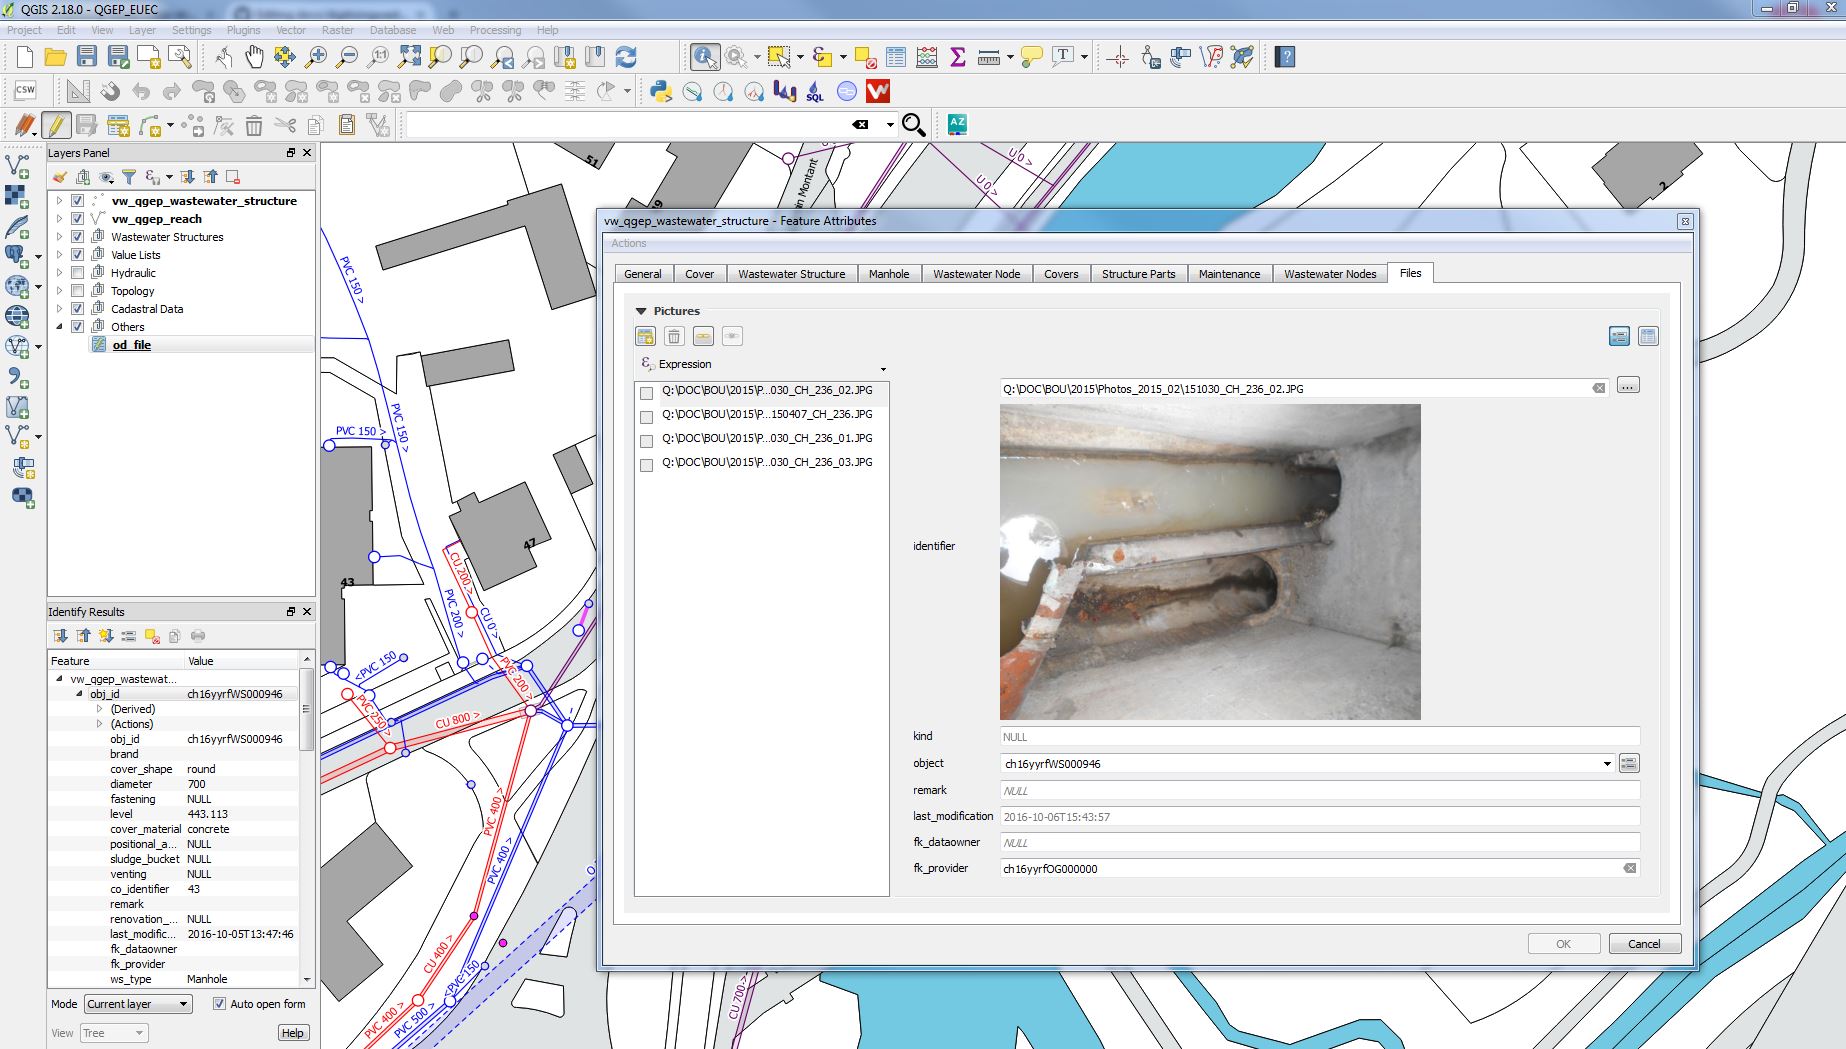 QGIS 2.18.0 - QGEP_EUEC
Project Edit View Layer Settings Plugins Vector Raster Database Web Processing Help
CSW
SQL
AZ
Layers Panel
vw_qgep_wastewater_structure
vw_qgep_reach
Wastewater Structures
Value Lists
Hydraulic
Topology
Cadastral Data
Others
od_file
Identify Results
Feature Value
vw_qgep_wastewat...
obj_id ch16yyrfWS000946
(Derived)
(Actions)
obj_id ch16yyrfWS000946
brand
cover_shape round
diameter 700
fastening NULL
level 443.113
cover_material concrete
positional_a... NULL
sludge_bucket NULL
venting NULL
co_identifier 43
remark
renovation_... NULL
last_modific... 2016-10-05T13:47:46
fk_dataowner
fk_provider
ws_type Manhole
Mode Current layer Auto open form
View Tree Help
51
in Montant
U 0 >
U 0 >
2
PVC 150 >
PVC 150 >
PVC 150 >
47
43
CU 200 >
PVC 200 >
CU 0 >
<PVC 150
PVC 200 >
PVC 250 >
CU 800 >
PVC 400 >
PVC 400 >
CU 400 >
<PVC 150
PVC 400 >
PVC 500 >
CU 700 >
vw_qgep_wastewater_structure - Feature Attributes
Actions
General Cover Wastewater Structure Manhole Wastewater Node Covers Structure Parts Maintenance Wastewater Nodes Files
Pictures
Expression
Q:\DOC\BOU\2015\P...030_CH_236_02.JPG
Q:\DOC\BOU\2015\P...150407_CH_236.JPG
Q:\DOC\BOU\2015\P...030_CH_236_01.JPG
Q:\DOC\BOU\2015\P...030_CH_236_03.JPG
Q:\DOC\BOU\2015\Photos_2015_02\151030_CH_236_02.JPG ...
identifier
kind NULL
object ch16yyrfWS000946
remark NULL
last_modification 2016-10-06T15:43:57
fk_dataowner NULL
fk_provider ch16yyrfOG000000
OK Cancel